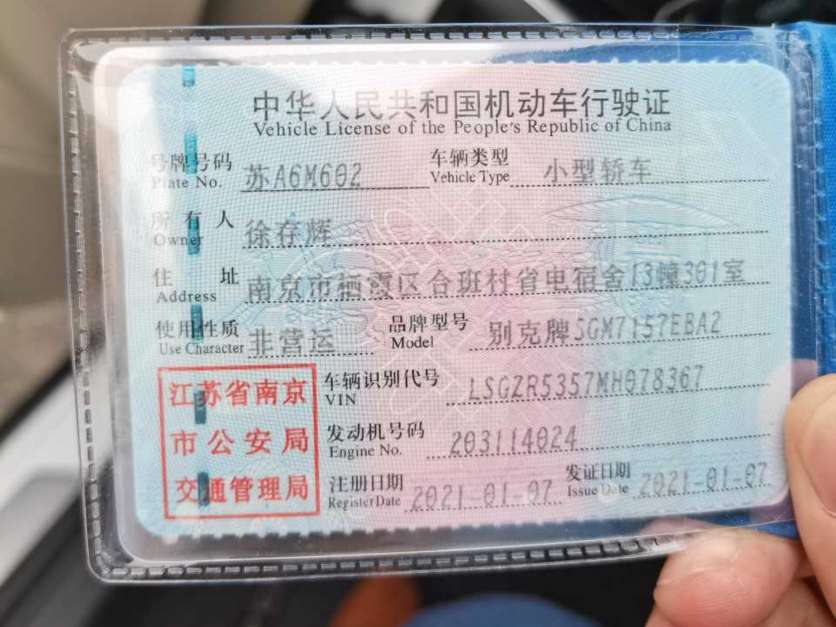 中华人民共和国机动车行驶证
Vehicle License of the People's Republic of China
号牌号码 苏A6M602 车辆类型 小型轿车
Plate No. Vehicle Type
所有人 徐存辉
Owner
住址 南京市栖霞区合班村省电宿舍13幢301室
Address
使用性质 非营运 品牌型号 别克牌SGM7157EBA2
Use Character Model
江苏省南京
市公安局
交通管理局
车辆识别代号 LSGZR5357MH078367
VIN
发动机号码 203114024
Engine No.
注册日期 2021-01-07 发证日期 2021-01-07
Register Date Issue Date